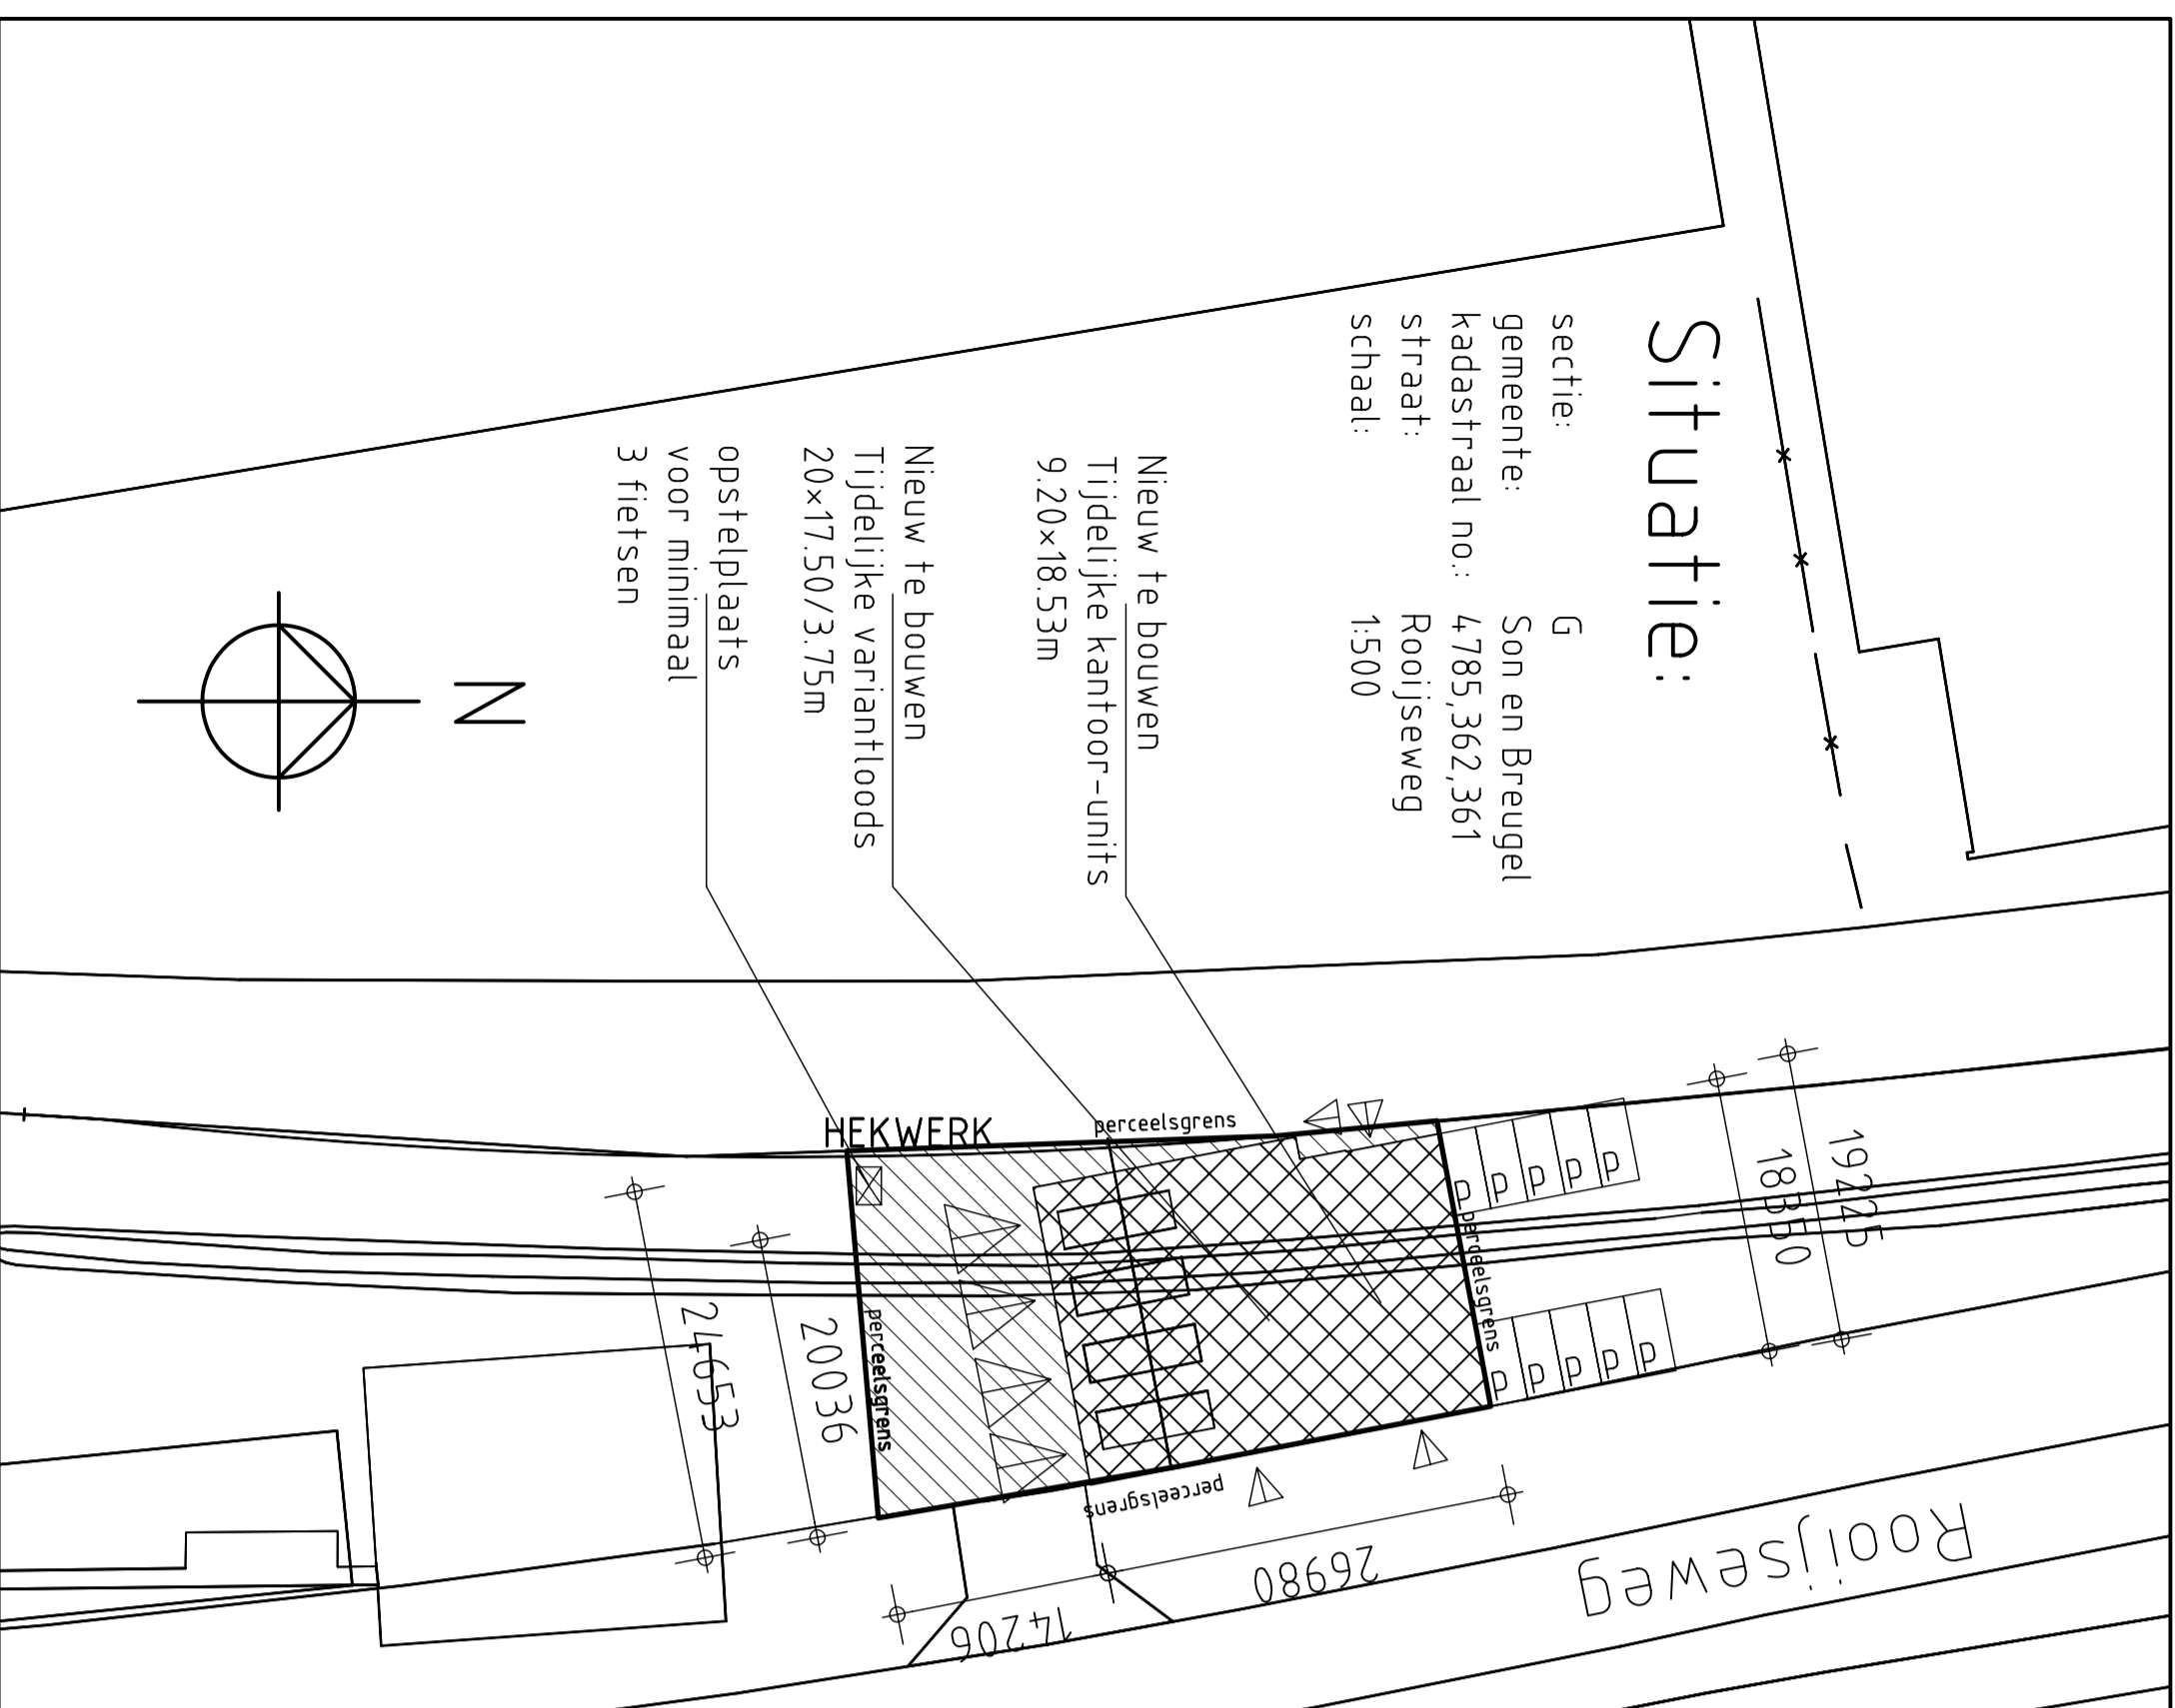 Situatie:
sectie: G
gemeente: Son en Breugel
kadastraal no.: 4785,362,361
straat: Rooijseweg
schaal: 1:500
Nieuw te bouwen
Tijdelijke kantoor-units
9.20x18.53m
Nieuw te bouwen
Tijdelijke variantloods
20x17.50/3.75m
opstelplaats
voor minimaal
3 fietsen
N
HEKWERK
perceelsgrens
perceelsgrens
perceelsgrens
perceelsgrens
P
P
P
P
P
P
P
P
P
P
19225
18350
24653
20036
26980
14206
Rooijseweg